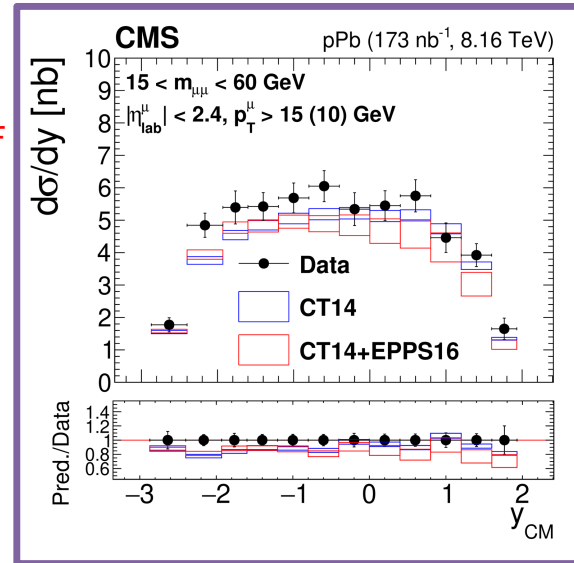 CMS pPb (173 nb⁻¹, 8.16 TeV)
dσ/dy [nb]
15 < m_μμ < 60 GeV
|η^μ_lab| < 2.4, p^μ_T > 15 (10) GeV
10
9
8
7
6
5
4
3
2
1
0
Data
CT14
CT14+EPPS16
Pred./Data
1.4
1.2
1
0.8
0.6
−3 −2 −1 0 1 2
y_CM